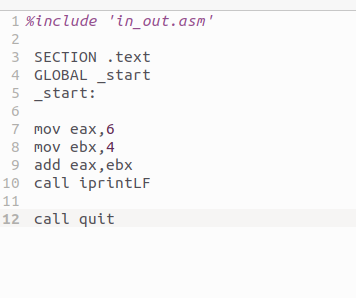 1 %include 'in_out.asm'
2
3 SECTION .text
4 GLOBAL _start
5 _start:
6
7 mov eax,6
8 mov ebx,4
9 add eax,ebx
10 call iprintLF
11
12 call quit